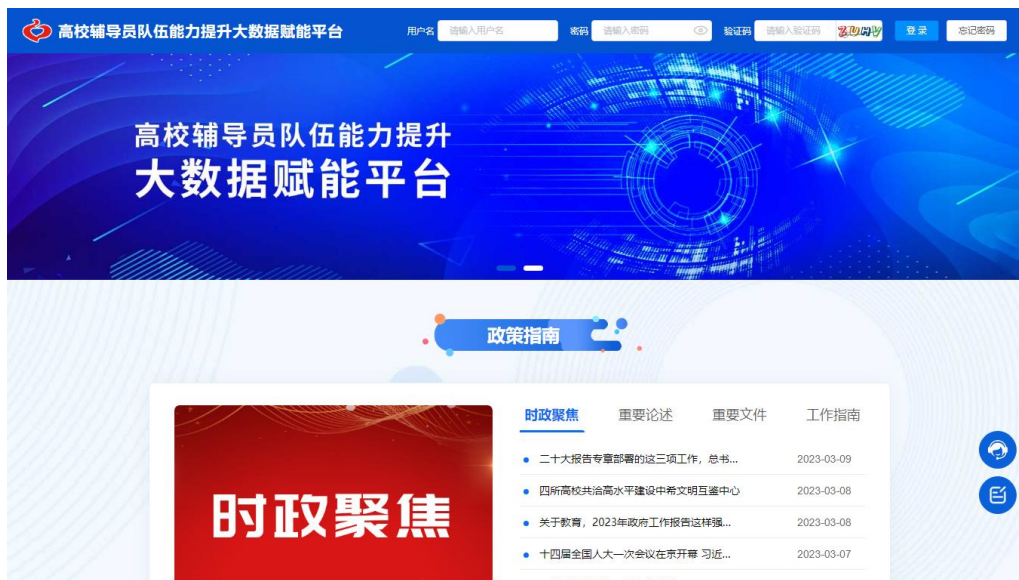 高校辅导员队伍能力提升大数据赋能平台 用户名 请输入用户名 密码 请输入密码 验证码 请输入验证码 ZUMY 登录 忘记密码
高校辅导员队伍能力提升
大数据赋能平台
政策指南
时政聚焦 重要论述 重要文件 工作指南
二十大报告专章部署的这三项工作，总书... 2023-03-09
四所高校共洽高水平建设中希文明互鉴中心 2023-03-08
关于教育，2023年政府工作报告这样强... 2023-03-08
十四届全国人大一次会议在京开幕 习近... 2023-03-07
时政聚焦